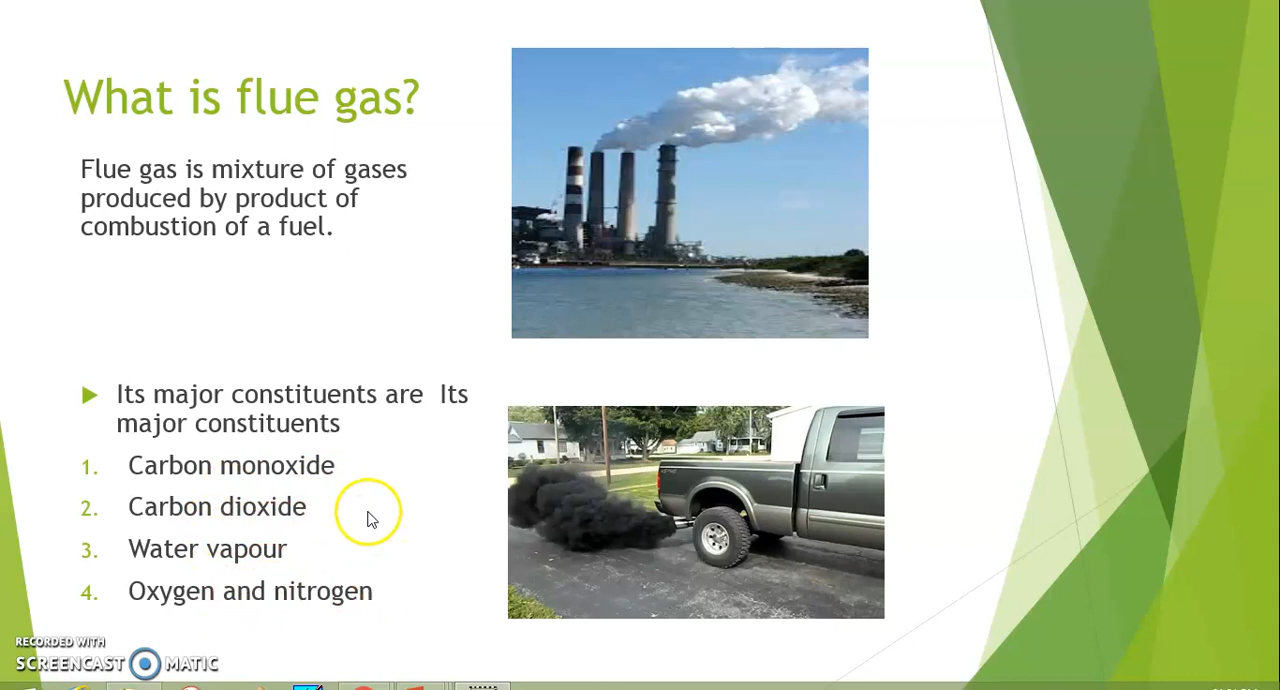 What is flue gas?
Flue gas is mixture of gases
produced by product of
combustion of a fuel.
Its major constituents are Its
major constituents
1. Carbon monoxide
2. Carbon dioxide
3. Water vapour
4. Oxygen and nitrogen
RECORDED WITH
SCREENCAST MATIC